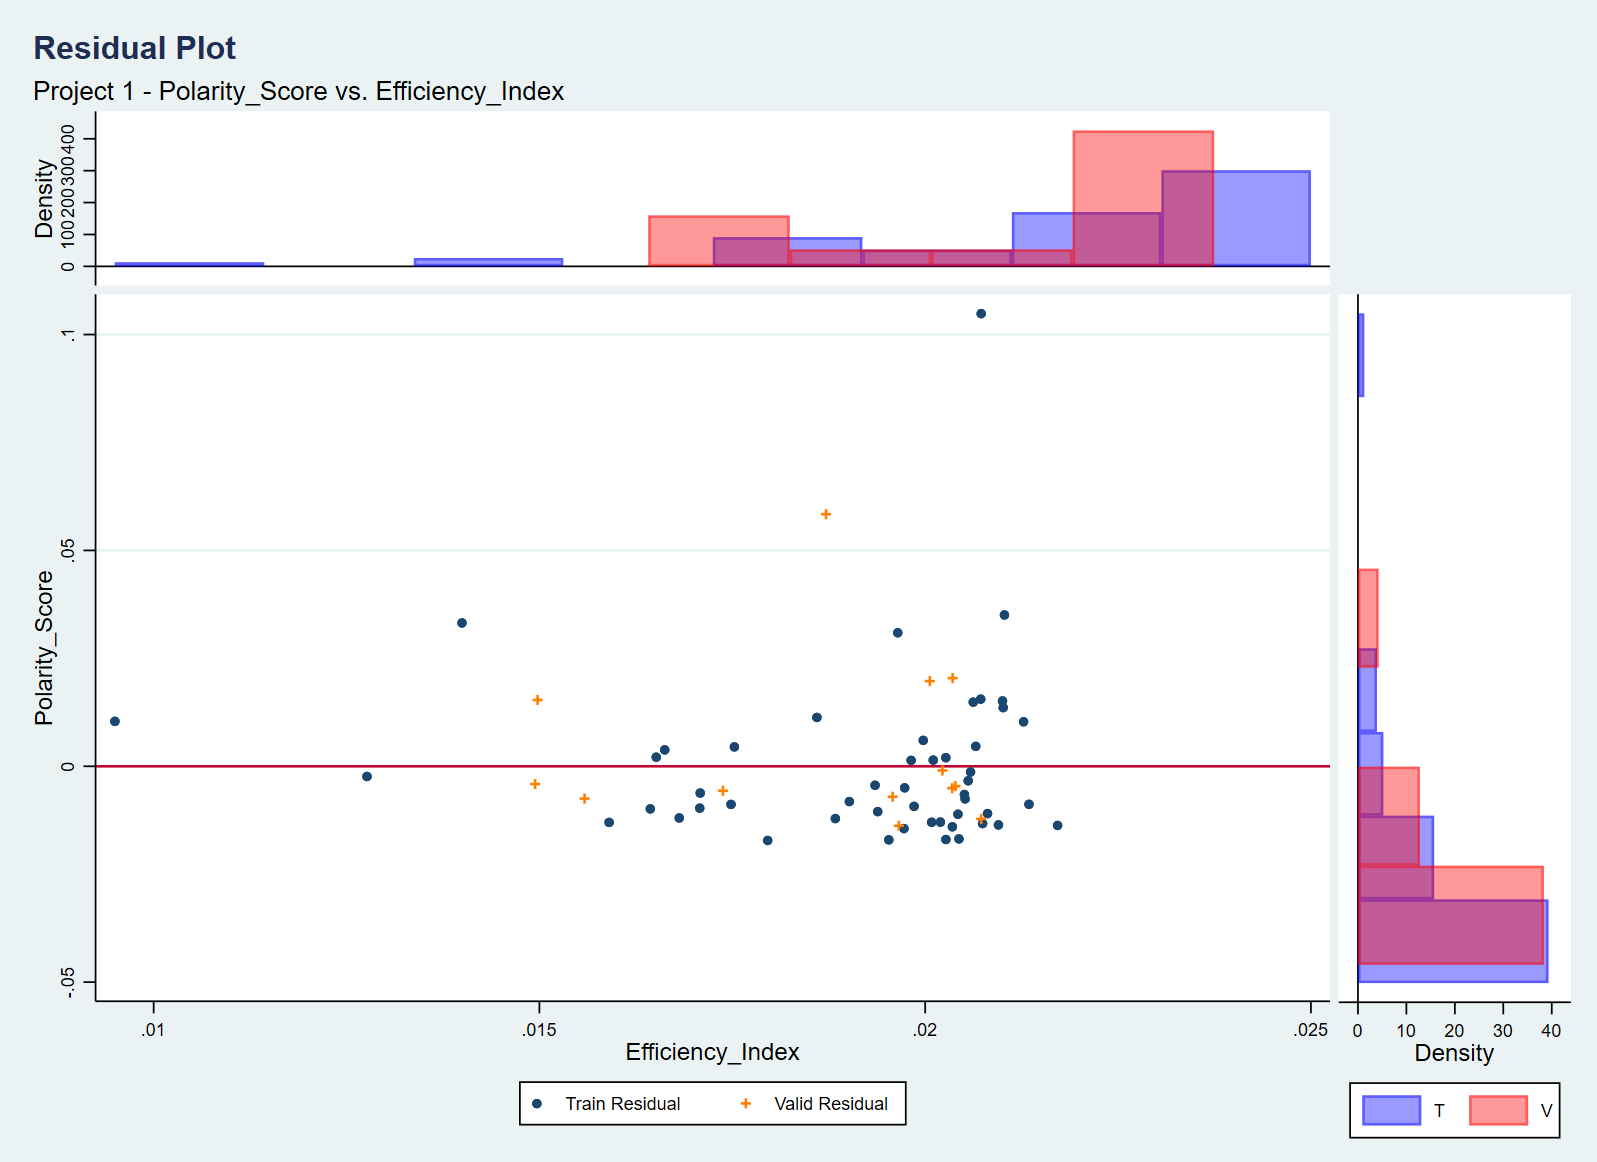 Residual Plot
Project 1 - Polarity_Score vs. Efficiency_Index
Density
0 100 200 300 400
Polarity_Score
-.05 0 .05 .1
.01 .015 .02 .025
Efficiency_Index
0 10 20 30 40
Density
Train Residual Valid Residual
T V